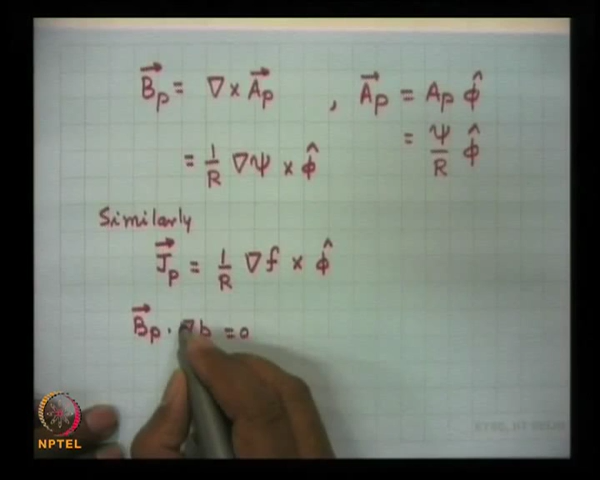 B⃗p = ∇ × A⃗p , A⃗p = Ap ϕ̂
= 1/R ∇Ψ × ϕ̂ = Ψ/R ϕ̂
Similarly
J⃗p = 1/R ∇f × ϕ̂
B⃗p · ∇b = 0
NPTEL